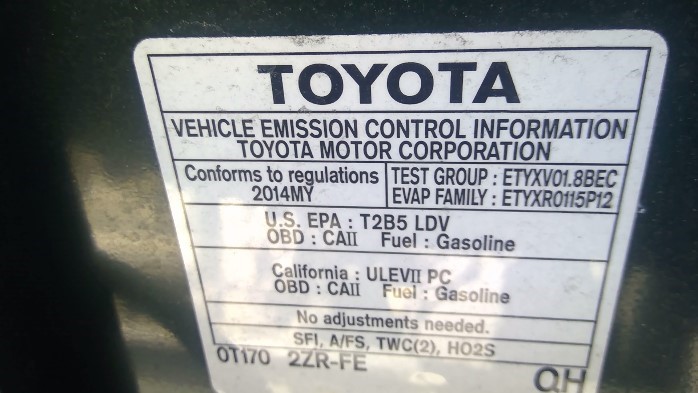 TOYOTA
VEHICLE EMISSION CONTROL INFORMATION
TOYOTA MOTOR CORPORATION
Conforms to regulations
2014MY
TEST GROUP : ETYXV01.8BEC
EVAP FAMILY : ETYXR0115P12
U.S. EPA : T2B5 LDV
OBD : CAII Fuel : Gasoline
California : ULEVII PC
OBD : CAII Fuel : Gasoline
No adjustments needed.
SFI, A/FS, TWC(2), HO2S
OT170 2ZR-FE
QH